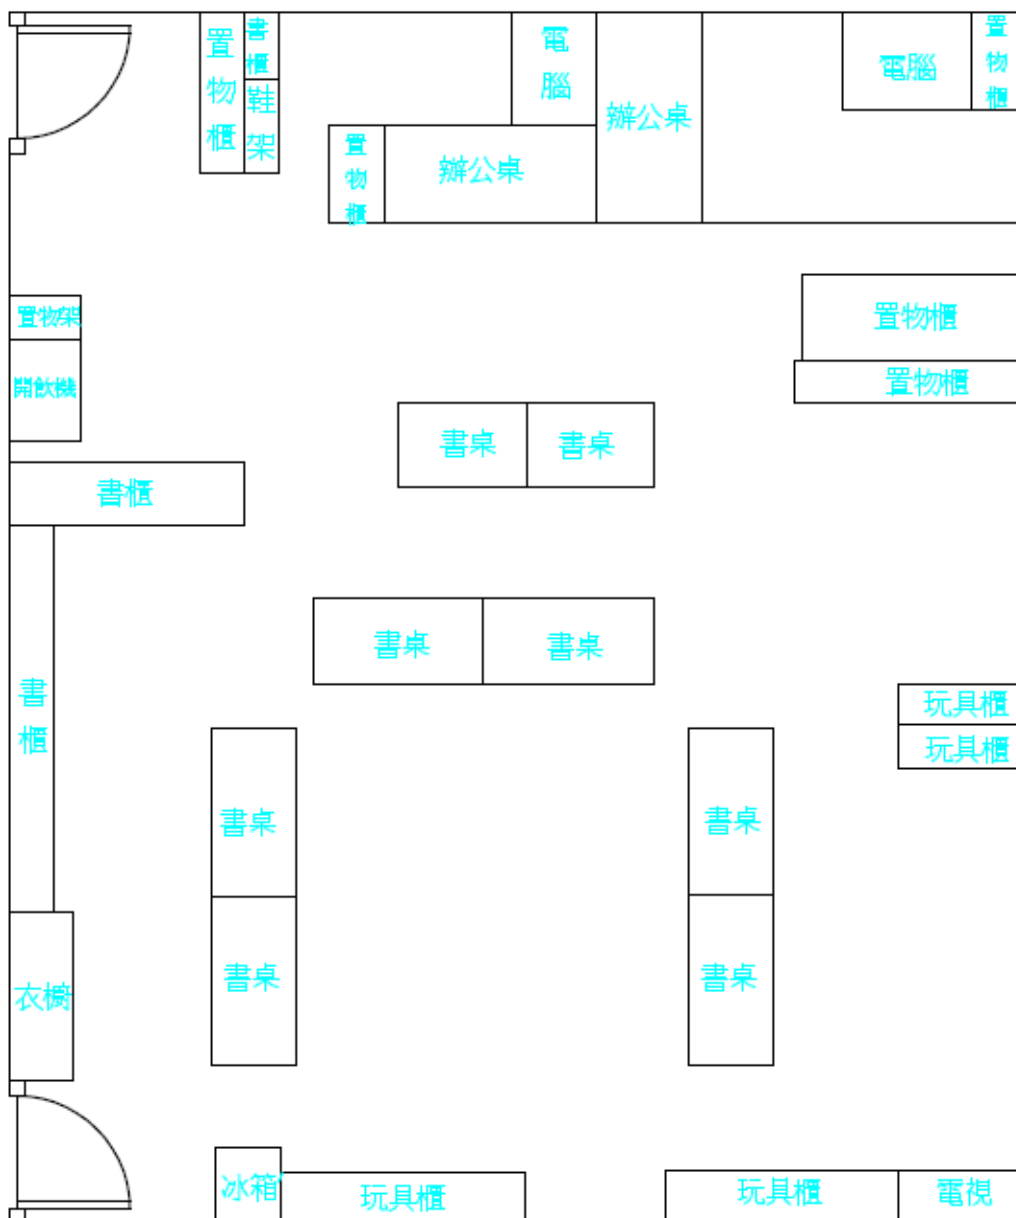 置物櫃
書櫃
鞋架
電腦
辦公桌
電腦
置物櫃
置物櫃
辦公桌
置物架
開飲機
置物櫃
置物櫃
書桌
書桌
書櫃
書桌
書桌
書櫃
玩具櫃
玩具櫃
書桌
書桌
書桌
書桌
衣櫥
冰箱
玩具櫃
玩具櫃
電視